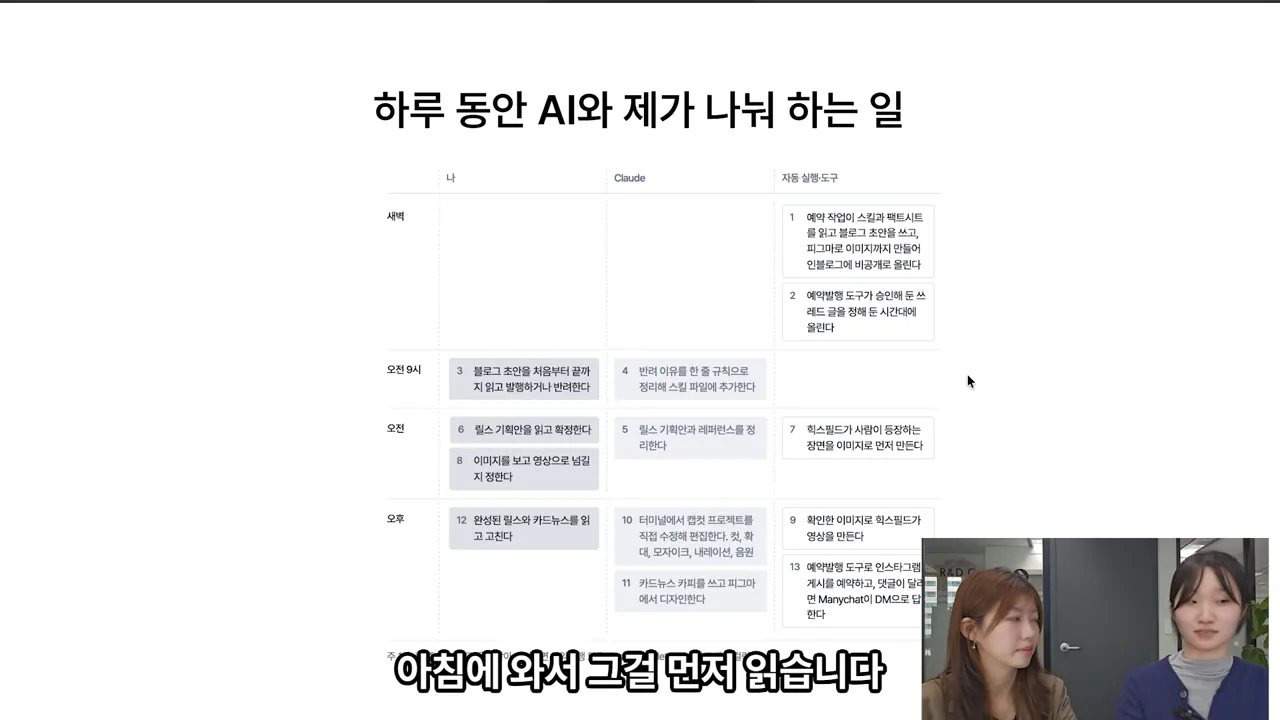 하루 동안 AI와 제가 나눠 하는 일
나
Claude
자동 실행·도구
새벽
1 예약 작업이 스킬과 팩트시트
를 읽고 블로그 초안을 쓰고,
피그마로 이미지까지 만들어
인블로그에 비공개로 올린다
2 예약발행 도구가 승인해 둔 쓰
레드 글을 정해 둔 시간대에
올린다
오전 9시
3 블로그 초안을 처음부터 끝까
지 읽고 발행하거나 반려한다
4 반려 이유를 한 줄 규칙으로
정리해 스킬 파일에 추가한다
오전
6 릴스 기획안을 읽고 확정한다
8 이미지를 보고 영상으로 넘길
지 정한다
5 릴스 기획안과 레퍼런스를 정
리한다
7 힉스필드가 사람이 등장하는
장면을 이미지로 먼저 만든다
오후
12 완성된 릴스와 카드뉴스를 읽
고 고친다
10 터미널에서 캡컷 프로젝트를
직접 수정해 편집한다. 컷, 확
대, 모자이크, 내레이션, 음원
11 카드뉴스 카피를 쓰고 피그마
에서 디자인한다
9 확인한 이미지로 힉스필드가
영상을 만든다
13 예약발행 도구로 인스타그램
게시를 예약하고, 댓글이 달리
면 Manychat이 DM으로 답
한다
R&D
아침에 와서 그걸 먼저 읽습니다